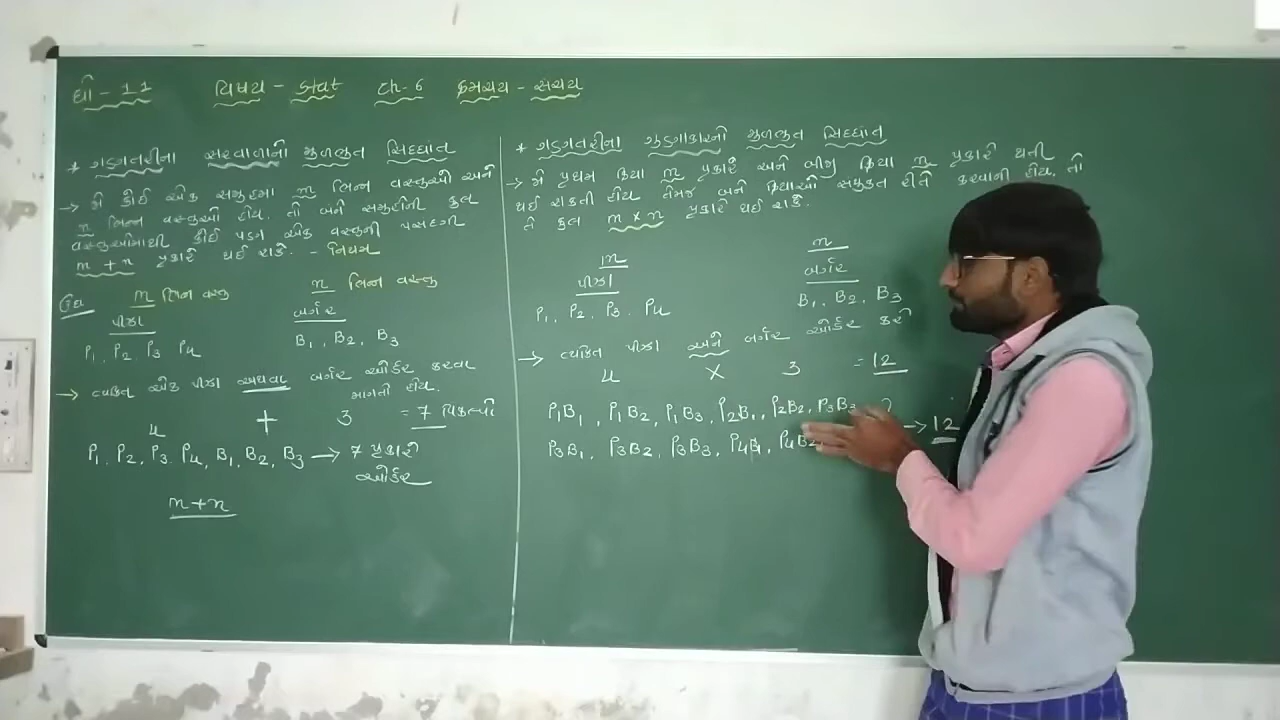 ધો - 11 વિષય - Stat Ch-6 ક્રમચય - સંચય
* ગણતરીના સરવાળાનો મૂળભૂત સિદ્ધાંત
→ જો કોઈ એક સમૂહમાં m ભિન્ન વસ્તુઓ અને
n ભિન્ન વસ્તુઓ હોય. તો બંને સમૂહોની કુલ
વસ્તુઓમાંથી કોઈ પણ એક વસ્તુની પસંદગી
m + n પ્રકારે થઈ શકે. - નિયમ
ઉદા m ભિન્ન વસ્તુ n ભિન્ન વસ્તુ
પીઝા બર્ગર
P1 P2 P3 P4 B1, B2, B3
→ વ્યકિત એક પીઝા અથવા બર્ગર ઓર્ડર કરવા
માગતી હોય.
4 + 3 = 7 વિકલ્પો
P1, P2, P3, P4, B1, B2, B3 → 7 પ્રકારે
ઓર્ડર
m+n
* ગણતરીના ગુણાકારનો મૂળભૂત સિદ્ધાંત
→ જો પ્રથમ ક્રિયા m પ્રકારે અને બીજી ક્રિયા n પ્રકારે થતી
થઈ શકતી હોય તેમજ બંને ક્રિયાઓ સંયુકત રીતે કરવાની હોય. તો
તે કુલ m × n પ્રકારે થઈ શકે.
m n
પીઝા બર્ગર
P1, P2, P3, P4 B1, B2, B3
→ વ્યકિત પીઝા અને બર્ગર ઓર્ડર કરે
4 × 3 = 12
P1B1, P1B2, P1B3, P2B1, P2B2, P3B3
P3B1, P3B2, P3B3, P4B1, P4B2 → 12